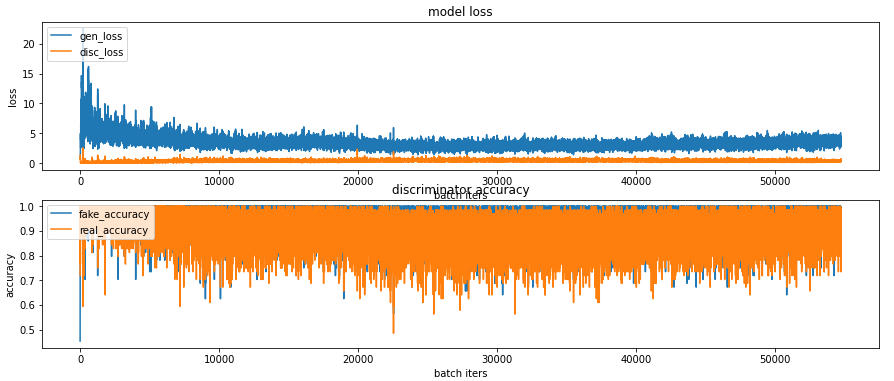 model loss
gen_loss
disc_loss
loss
20
15
10
5
0
0 10000 20000 30000 40000 50000
batch iters
discriminator accuracy
fake_accuracy
real_accuracy
accuracy
1.0
0.9
0.8
0.7
0.6
0.5
0 10000 20000 30000 40000 50000
batch iters